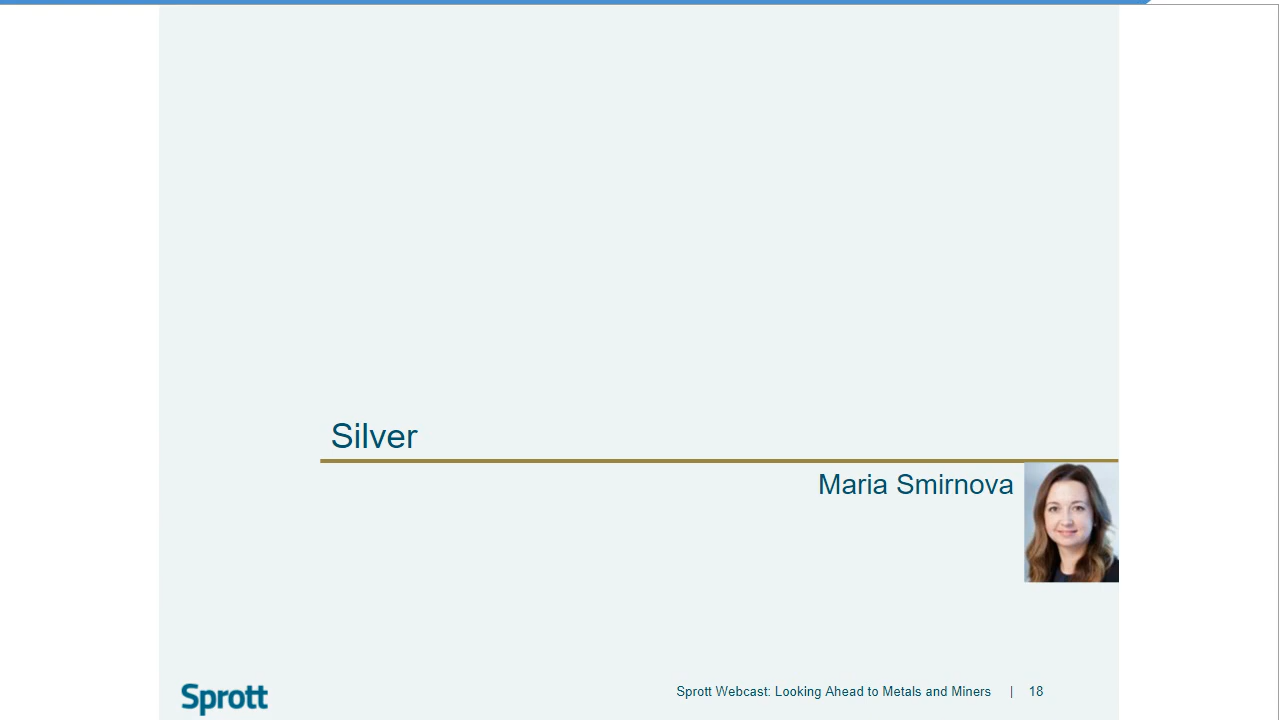 Silver
Maria Smirnova
Sprott
Sprott Webcast: Looking Ahead to Metals and Miners | 18